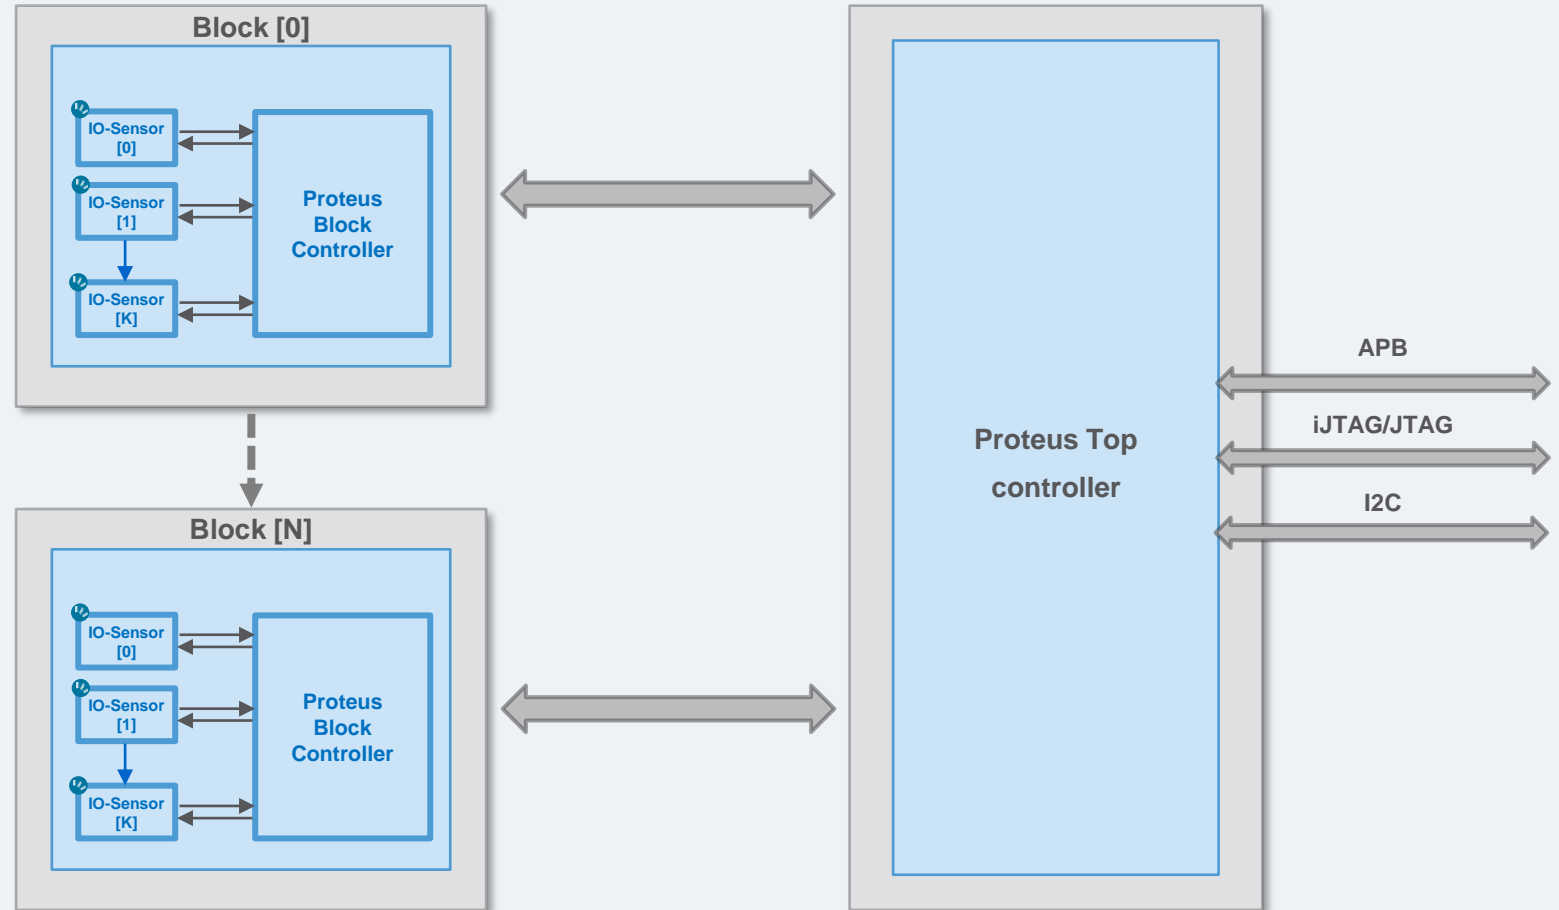 Block [0]
IO-Sensor
[0]
IO-Sensor
[1]
IO-Sensor
[K]
Proteus
Block
Controller
Block [N]
IO-Sensor
[0]
IO-Sensor
[1]
IO-Sensor
[K]
Proteus
Block
Controller
Proteus Top
controller
APB
iJTAG/JTAG
I2C